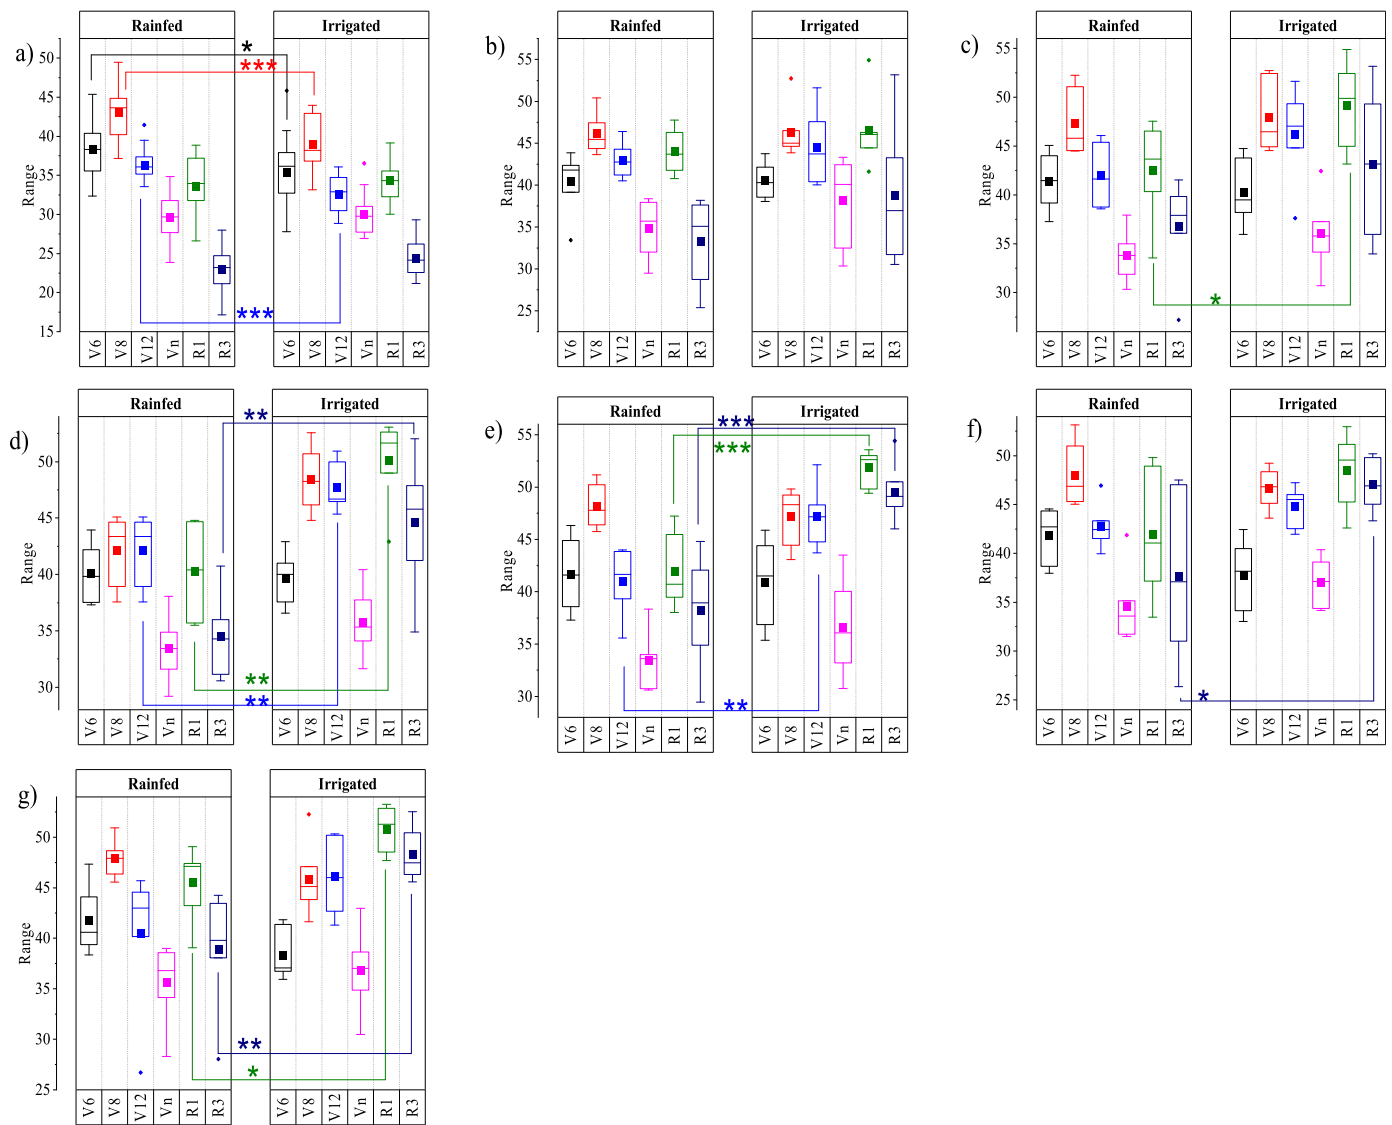 a)
Rainfed Irrigated
*
***
***
Range
50
45
40
35
30
25
20
15
V6 V8 V12 Vn R1 R3 V6 V8 V12 Vn R1 R3
b)
Rainfed Irrigated
Range
55
50
45
40
35
30
25
V6 V8 V12 Vn R1 R3 V6 V8 V12 Vn R1 R3
c)
Rainfed Irrigated
*
Range
55
50
45
40
35
30
V6 V8 V12 Vn R1 R3 V6 V8 V12 Vn R1 R3
d)
Rainfed Irrigated
**
**
**
Range
50
45
40
35
30
V6 V8 V12 Vn R1 R3 V6 V8 V12 Vn R1 R3
e)
Rainfed Irrigated
***
***
**
Range
55
50
45
40
35
30
V6 V8 V12 Vn R1 R3 V6 V8 V12 Vn R1 R3
f)
Rainfed Irrigated
*
Range
50
45
40
35
30
25
V6 V8 V12 Vn R1 R3 V6 V8 V12 Vn R1 R3
g)
Rainfed Irrigated
**
*
Range
50
45
40
35
30
25
V6 V8 V12 Vn R1 R3 V6 V8 V12 Vn R1 R3